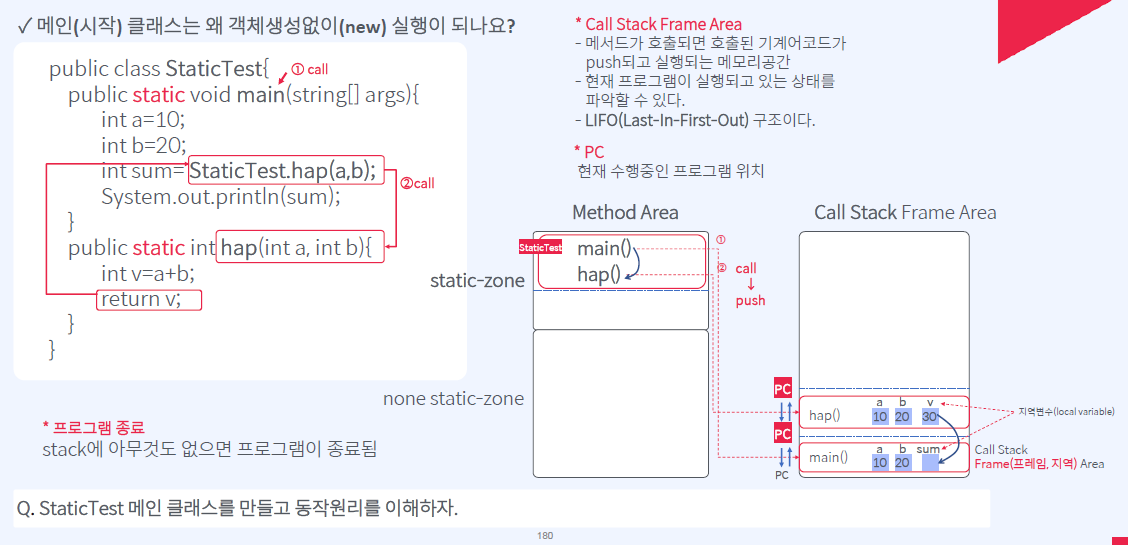 ✓ 메인(시작) 클래스는 왜 객체생성없이(new) 실행이 되나요?
public class StaticTest{
① call
public static void main(string[] args){
int a=10;
int b=20;
int sum=StaticTest.hap(a,b);
②call
System.out.println(sum);
}
public static int hap(int a, int b){
int v=a+b;
return v;
}
}
* 프로그램 종료
stack에 아무것도 없으면 프로그램이 종료됨
* Call Stack Frame Area
- 메서드가 호출되면 호출된 기계어코드가
push되고 실행되는 메모리공간
- 현재 프로그램이 실행되고 있는 상태를
파악할 수 있다.
- LIFO(Last-In-First-Out) 구조이다.
* PC
현재 수행중인 프로그램 위치
Method Area
Call Stack Frame Area
StaticTest
main()
①
hap()
②
call
push
static-zone
none static-zone
PC
a b v
hap()
10 20 30
지역변수(local variable)
PC
a b sum
main()
10 20
PC
Call Stack
Frame(프레임, 지역) Area
Q. StaticTest 메인 클래스를 만들고 동작원리를 이해하자.
180